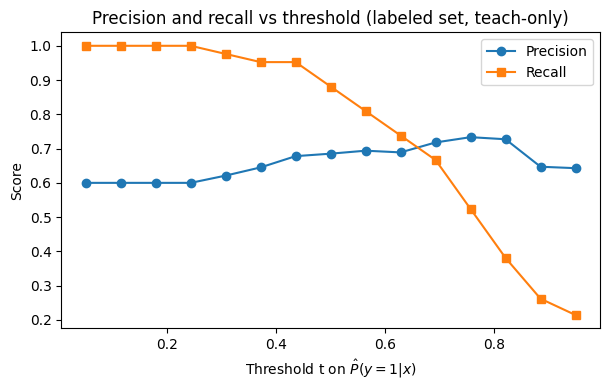 Precision and recall vs threshold (labeled set, teach-only)
Precision
Recall
Score
1.0
0.9
0.8
0.7
0.6
0.5
0.4
0.3
0.2
0.2 0.4 0.6 0.8
Threshold t on P̂(y = 1|x)